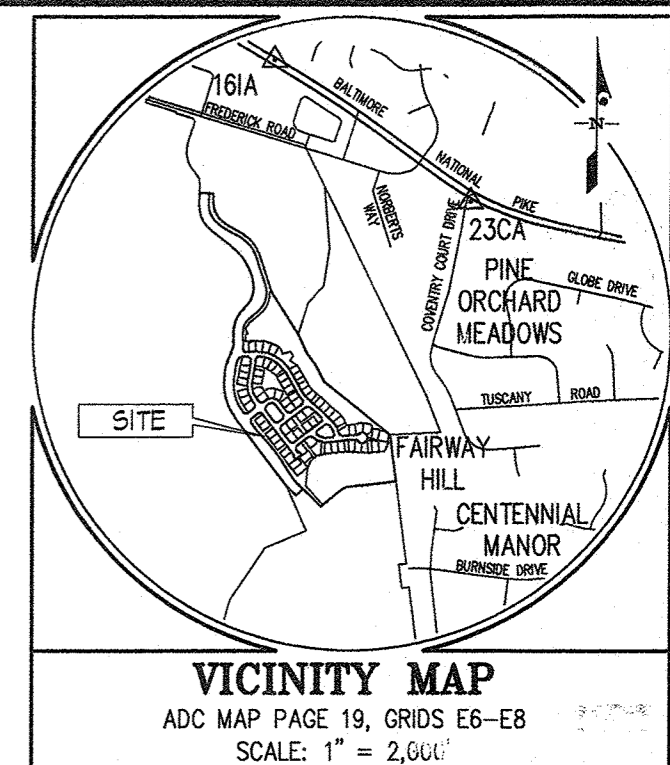 16IA
BALTIMORE
NATIONAL
PIKE
FREDERICK ROAD
N
NORBERTS
WAY
COVENTRY COURT DRIVE
23CA
PINE
ORCHARD
MEADOWS
GLOBE DRIVE
TUSCANY ROAD
SITE
FAIRWAY
HILL
CENTENNIAL
MANOR
BURNSIDE DRIVE
VICINITY MAP
ADC MAP PAGE 19, GRIDS E6-E8
SCALE: 1" = 2,000'